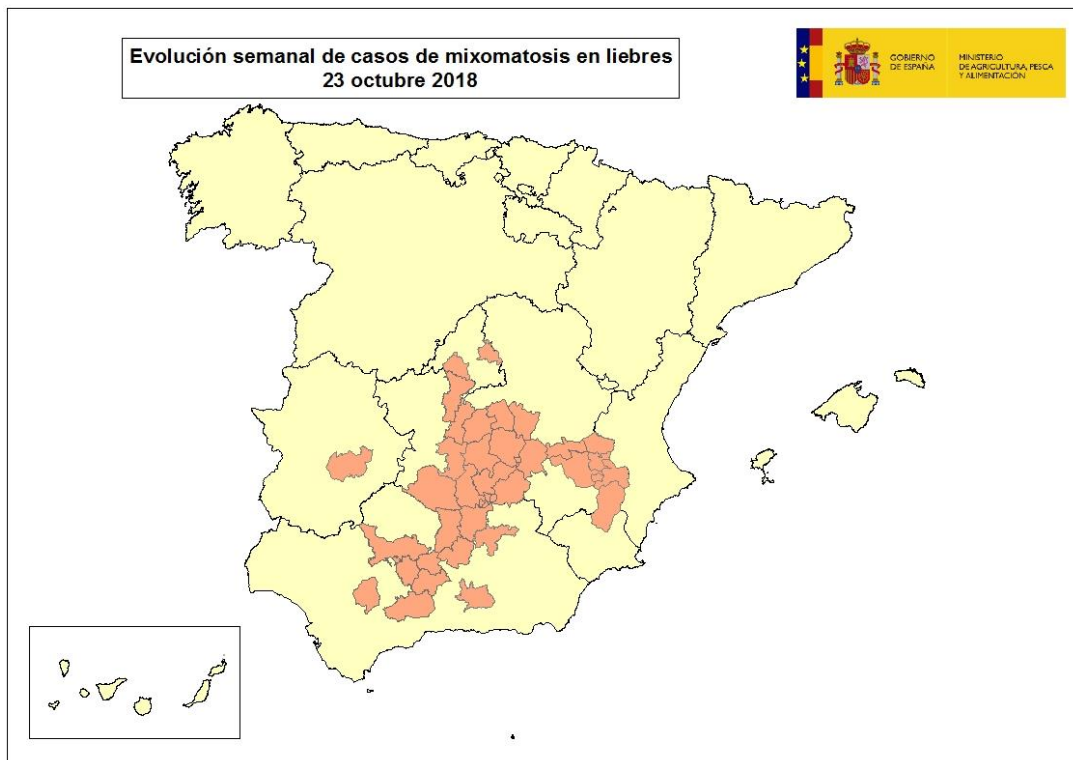 Evolución semanal de casos de mixomatosis en liebres
23 octubre 2018
GOBIERNO
DE ESPAÑA
MINISTERIO
DE AGRICULTURA, PESCA
Y ALIMENTACIÓN